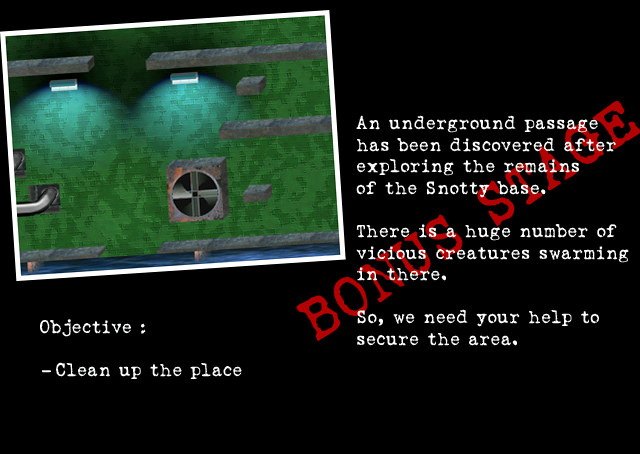 An underground passage
has been discovered after
exploring the remains
of the Snotty base.
There is a huge number of
vicious creatures swarming
in there.
So, we need your help to
secure the area.
BONUS STAGE
Objective :
-Clean up the place